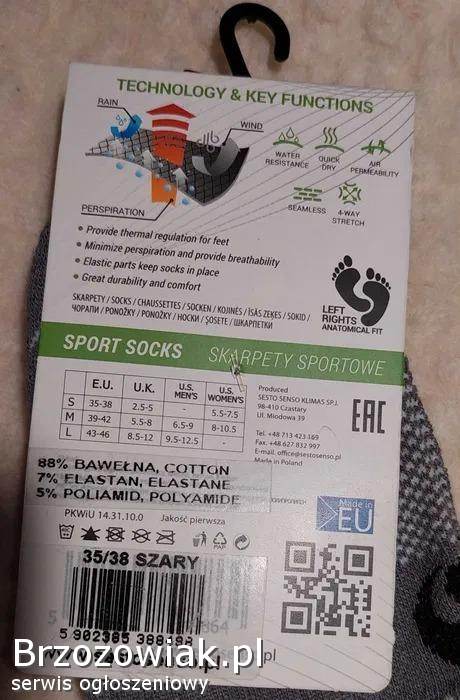 TECHNOLOGY & KEY FUNCTIONS
RAIN
WIND
PERSPIRATION
WATER RESISTANCE
QUICK DRY
AIR PERMEABILITY
SEAMLESS
4-WAY STRETCH
• Provide thermal regulation for feet
• Minimize perspiration and provide breathability
• Elastic parts keep socks in place
• Great durability and comfort
LEFT
RIGHTS
ANATOMICAL FIT
SKARPETY / SOCKS / CHAUSSETTES / SOCKEN / KOJINĖS / ĪSĀS ZEĶES / SOKID /
ЧОРАПИ / PONOŽKY / PONOŽKY / НОСКИ / ȘOSETE / ШКАРПЕТКИ
SPORT SOCKS SKARPETY SPORTOWE
E.U. U.K. U.S. MEN'S U.S. WOMEN'S
S 35-38 2.5-5 - 5.5-7.5
M 39-42 5.5-8 6.5-9 8-10.5
L 43-46 8.5-12 9.5-12.5 -
Produced
SESTO SENSO KLIMAS SP.J.
98-410 Czastary
Ul. Miodowa 39
Tel. +48 713 423 169
Fax. +48 627 832 997
E-mail. office@sestosenso.pl
Made in Poland
EAC
88% BAWEŁNA, COTTON
7% ELASTAN, ELASTANE
5% POLIAMID, POLYAMIDE
PKWiU 14.31.10.0 Jakość pierwsza
Made in
EU
PAP
35/38 SZARY
5 902385 388498
Brzozowiak.pl
serwis ogłoszeniowy